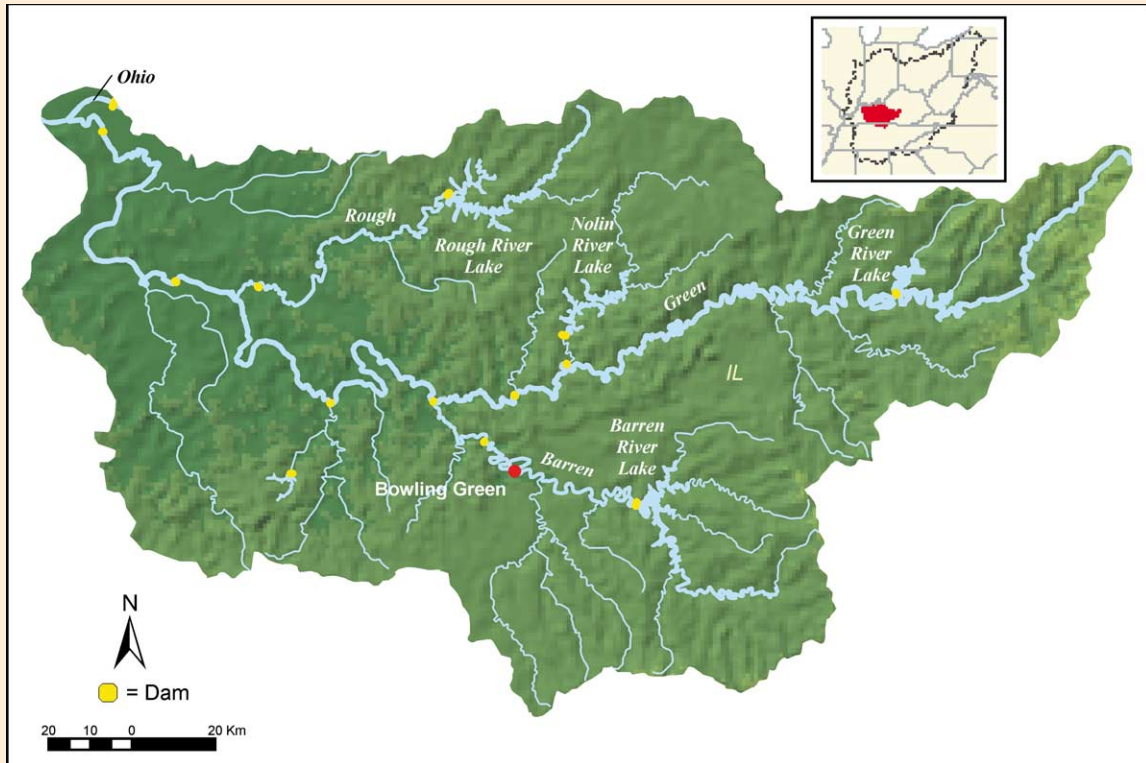 Ohio
Rough
Rough River
Lake
Nolin
River
Lake
Green
Green
River
Lake
IL
Barren
River
Lake
Barren
Bowling Green
N
= Dam
20 10 0 20 Km